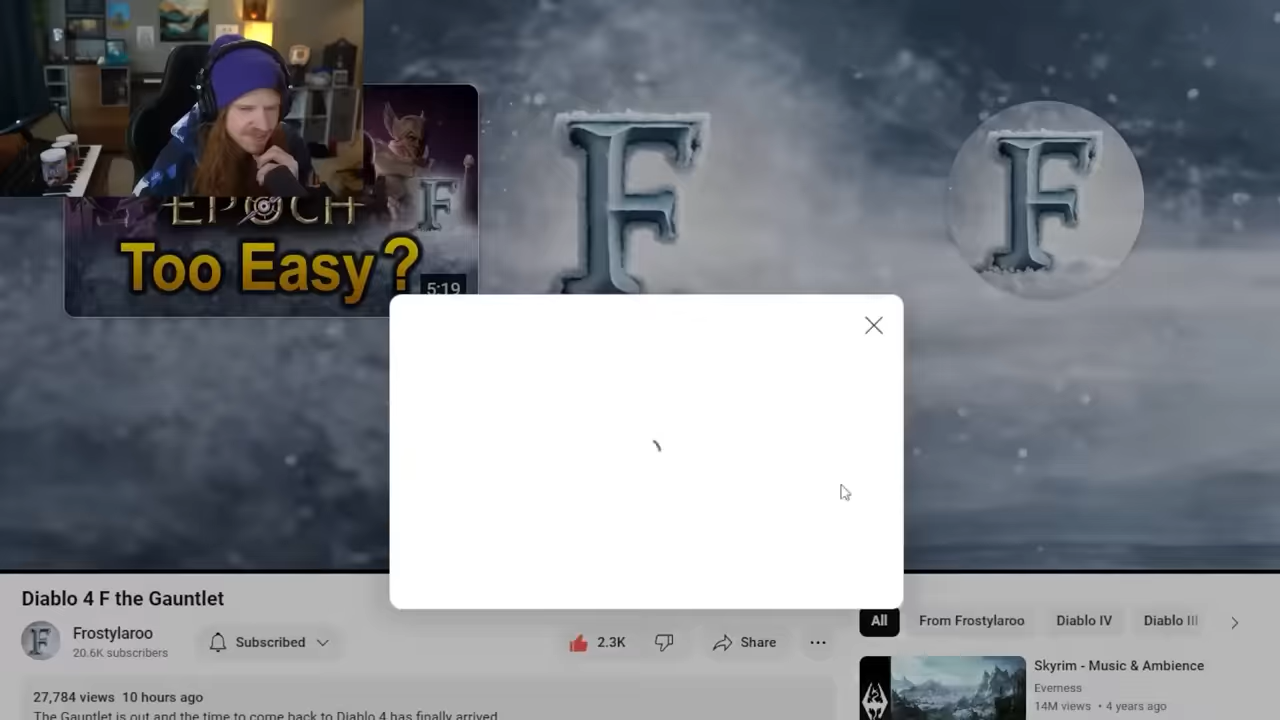 EPOCH
Too Easy?
5:19
F
F
F
Diablo 4 F the Gauntlet
Frostylaroo
20.6K subscribers
Subscribed
2.3K
Share
27,784 views 10 hours ago
The Gauntlet is out and the time to come back to Diablo 4 has finally arrived
All
From Frostylaroo
Diablo IV
Diablo III
Skyrim - Music & Ambience
Everness
14M views • 4 years ago